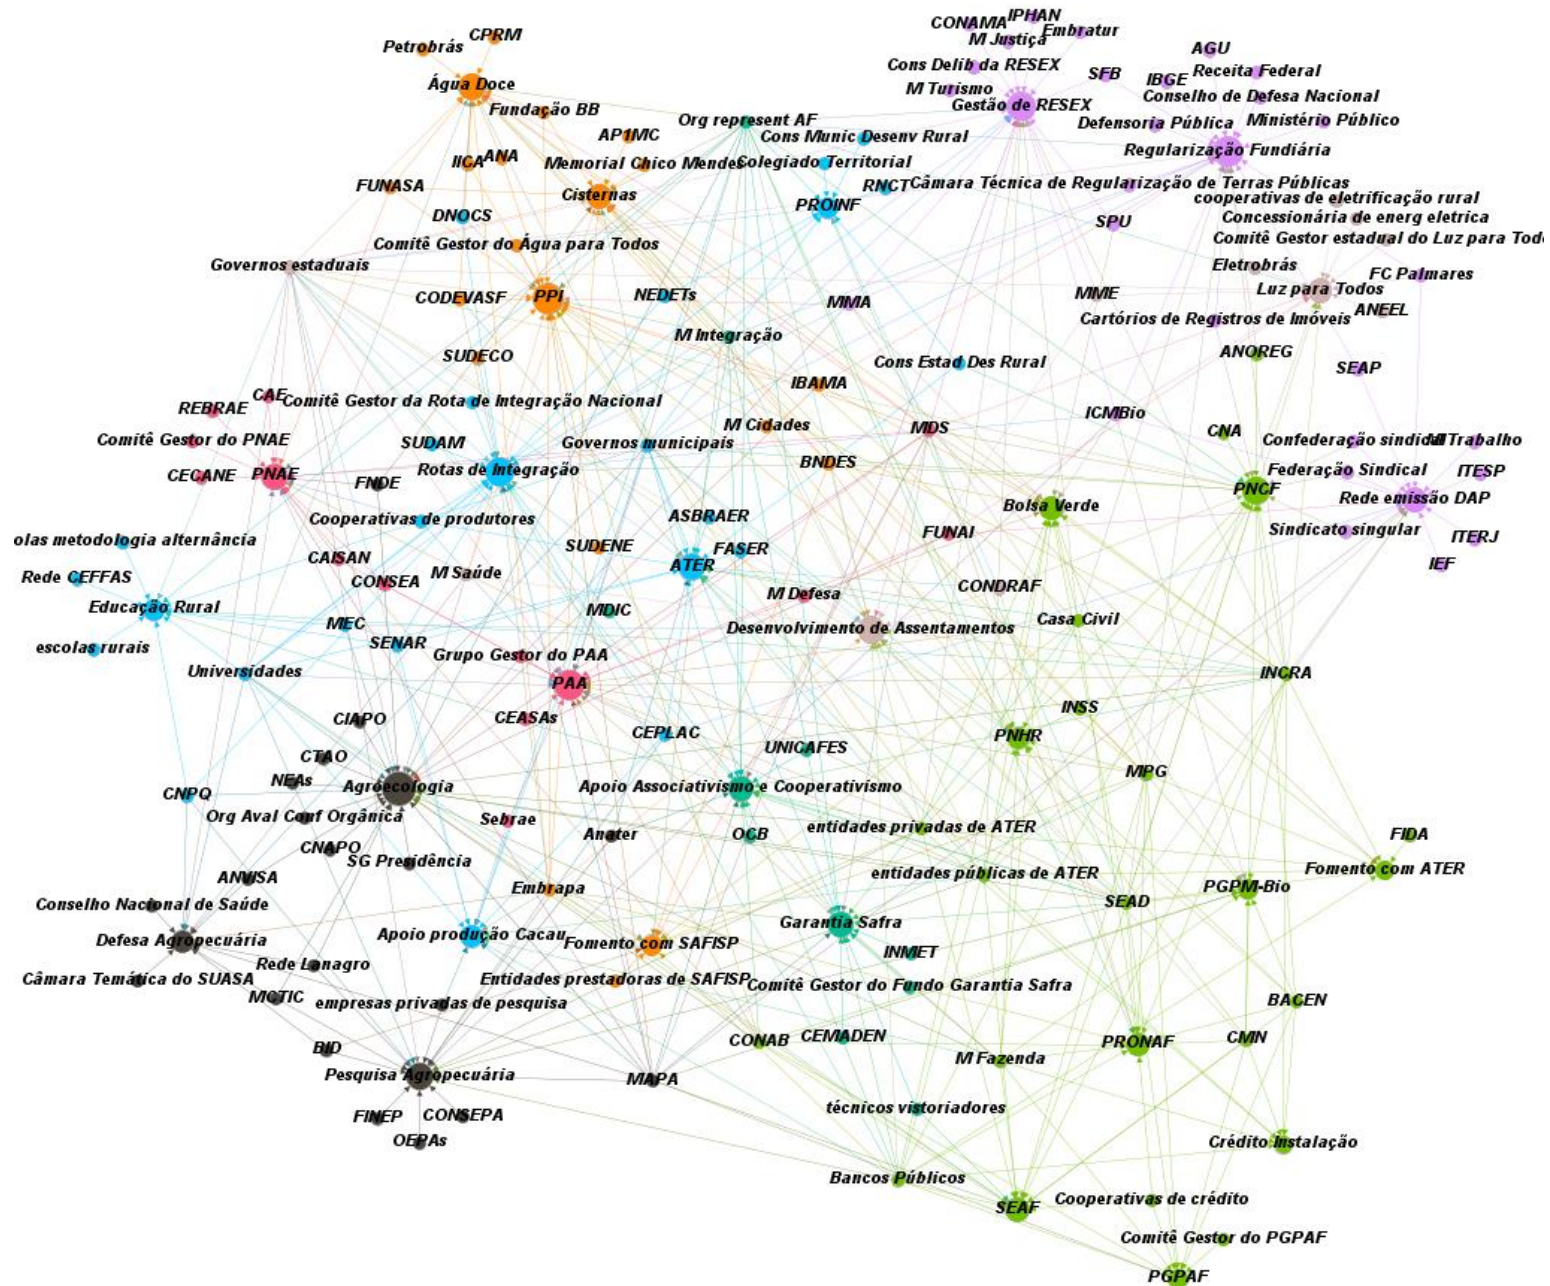 IPHAN
CONAMA
Embratur
CPRM
M Justiça
Petrobrás
AGU
Cons Delib da RESEX
SFB
IBGE
Receita Federal
Água Doce
M Turismo
Gestão de RESEX
Conselho de Defesa Nacional
Fundação BB
Org represent AF
Defensoria Pública
Ministério Público
AP1MC
Cons Munic Desenv Rural
Regularização Fundiária
IICA
ANA
Memorial Chico Mendes
Colegiado Territorial
FUNASA
Cisternas
RNCT
Câmara Técnica de Regularização de Terras Públicas
PROINF
cooperativas de eletrificação rural
DNOCS
Concessionária de energ eletrica
SPU
Comitê Gestor do Água para Todos
Comitê Gestor estadual do Luz para Tod
Governos estaduais
Eletrobrás
FC Palmares
CODEVASF
PPI
NEDETs
MMA
MME
Luz para Todos
ANEEL
Cartórios de Registros de Imóveis
M Integração
SUDECO
Cons Estad Des Rural
ANOREG
SEAP
IBAMA
CAE
Comitê Gestor da Rota de Integração Nacional
REBRAE
ICMBio
M Cidades
MDS
CNA
Comitê Gestor do PNAE
SUDAM
Governos municipais
Confederação sindical
M Trabalho
BNDES
CECANE
PNAE
Rotas de Integração
Federação Sindical
ITESP
FNDE
PNCF
Rede emissão DAP
Bolsa Verde
Cooperativas de produtores
ASBRAER
olas metodologia alternância
FUNAI
Sindicato singular
ITERJ
SUDENE
FASER
CAISAN
ATER
IEF
Rede CEFFAS
CONSEA
M Saúde
CONDRAF
M Defesa
Educação Rural
MDIC
MEC
Desenvolvimento de Assentamentos
Casa Civil
escolas rurais
SENAR
Grupo Gestor do PAA
Universidades
PAA
INCRA
CIAPO
CEASAs
INSS
CEPLAC
UNICAFES
PNHR
CTAO
NEAs
Agroecologia
Apoio Associativismo e Cooperativismo
MPG
CNPQ
Org Aval Conf Orgânica
Sebrae
Anater
OCB
entidades privadas de ATER
FIDA
CNAPO
SG Presidência
ANVISA
entidades públicas de ATER
Fomento com ATER
Embrapa
PGPM-Bio
Conselho Nacional de Saúde
SEAD
Garantia Safra
Defesa Agropecuária
Apoio produção Cacau
Fomento com SAFISP
INMET
Rede Lanagro
Câmara Temática do SUASA
Entidades prestadoras de SAFISP
Comitê Gestor do Fundo Garantia Safra
MCTIC
empresas privadas de pesquisa
BACEN
CONAB
CEMADEN
PRONAF
CMN
BID
M Fazenda
Pesquisa Agropecuária
MAPA
FINEP
CONSEPA
técnicos vistoriadores
OEPAs
Crédito Instalação
Bancos Públicos
Cooperativas de crédito
SEAF
Comitê Gestor do PGPAF
PGPAF